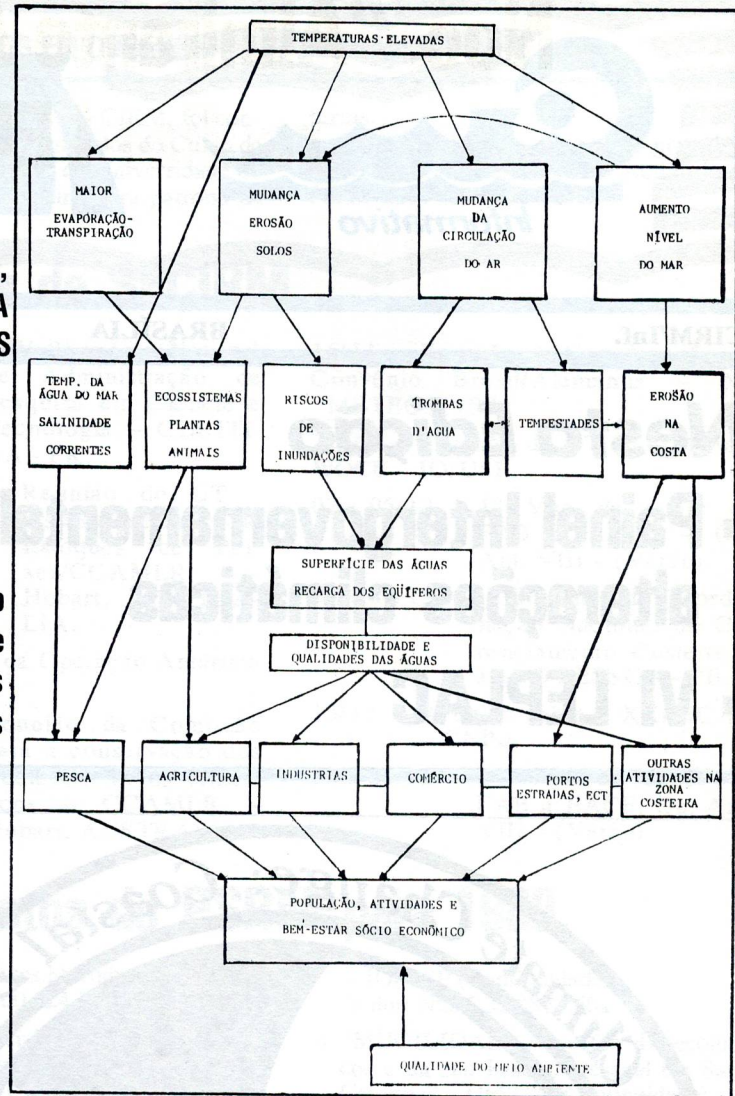 TEMPERATURAS ELEVADAS
MAIOR
EVAPORAÇÃO-
TRANSPIRAÇÃO
MUDANÇA
EROSÃO
SOLOS
MUDANÇA
DA
CIRCULAÇÃO
DO AR
AUMENTO
NÍVEL
DO MAR
TEMP. DA
ÁGUA DO MAR
SALINIDADE
CORRENTES
ECOSSISTEMAS
PLANTAS
ANIMAIS
RISCOS
DE
INUNDAÇÕES
TROMBAS
D'AGUA
TEMPESTADES
EROSÃO
NA
COSTA
SUPERFÍCIE DAS ÁGUAS
RECARGA DOS EQÜÍFEROS
DISPONIBILIDADE E
QUALIDADES DAS ÁGUAS
PESCA
AGRICULTURA
INDUSTRIAS
COMÉRCIO
PORTOS
ESTRADAS, ECT
OUTRAS
ATIVIDADES NA
ZONA
COSTEIRA
POPULAÇÃO, ATIVIDADES E
BEM-ESTAR SÓCIO ECONÔMICO
QUALIDADE DO MEIO AMBIENTE